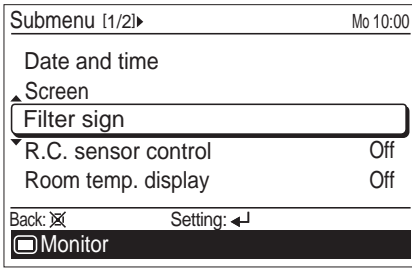 Submenu [1/2] Mo 10:00
Date and time
Screen
Filter sign
R.C. sensor control Off
Room temp. display Off
Back: Setting:
Monitor